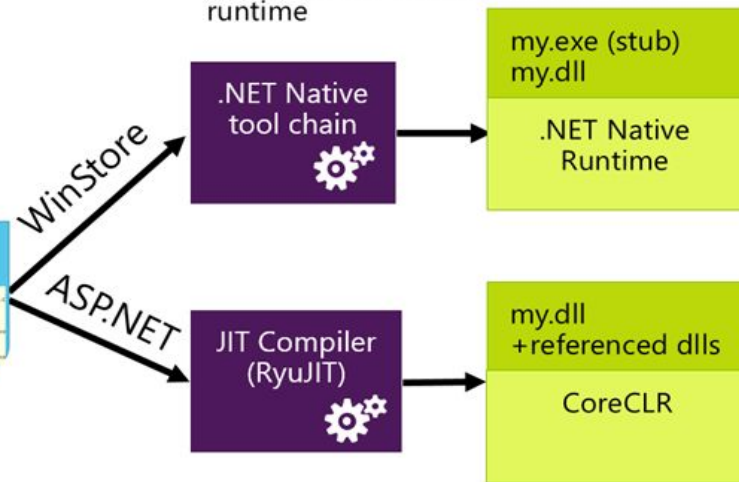 runtime
WinStore
.NET Native
tool chain
my.exe (stub)
my.dll
.NET Native
Runtime
ASP.NET
JIT Compiler
(RyuJIT)
my.dll
+referenced dlls
CoreCLR